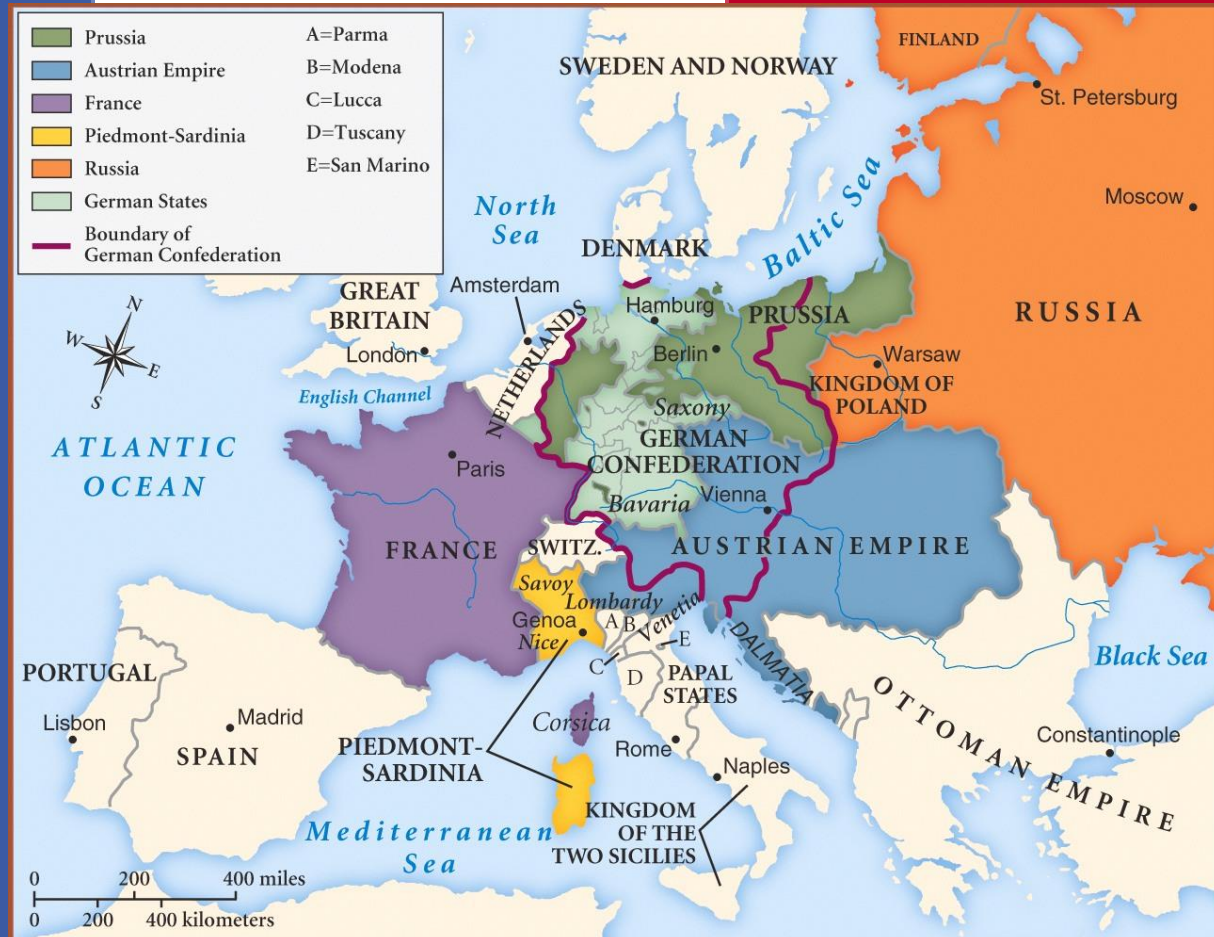 Prussia
Austrian Empire
France
Piedmont-Sardinia
Russia
German States
Boundary of
German Confederation
A=Parma
B=Modena
C=Lucca
D=Tuscany
E=San Marino
FINLAND
SWEDEN AND NORWAY
St. Petersburg
Moscow
North
Sea
Baltic Sea
DENMARK
Amsterdam
GREAT
BRITAIN
London
Hamburg
PRUSSIA
RUSSIA
N
W
E
S
NETHERLANDS
Berlin
Warsaw
KINGDOM OF
POLAND
English Channel
Saxony
GERMAN
CONFEDERATION
ATLANTIC
OCEAN
Paris
Bavaria
Vienna
FRANCE
SWITZ.
AUSTRIAN EMPIRE
Savoy
Lombardy
Venetia
Genoa
Nice
A
B
E
C
D
DALMATIA
Black Sea
PORTUGAL
PAPAL
STATES
OTTOMAN EMPIRE
Lisbon
Madrid
SPAIN
Corsica
PIEDMONT-
SARDINIA
Rome
Constantinople
Naples
KINGDOM
OF THE
TWO SICILIES
Mediterranean
Sea
0 200 400 miles
0 200 400 kilometers